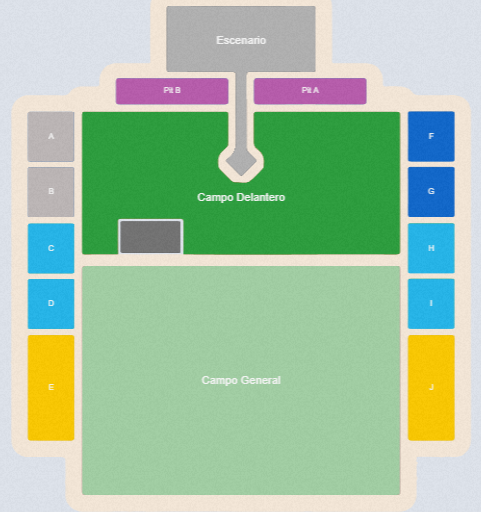 Escenario
Pit B
Pit A
A
F
B
G
Campo Delantero
C
H
D
I
Campo General
E
J